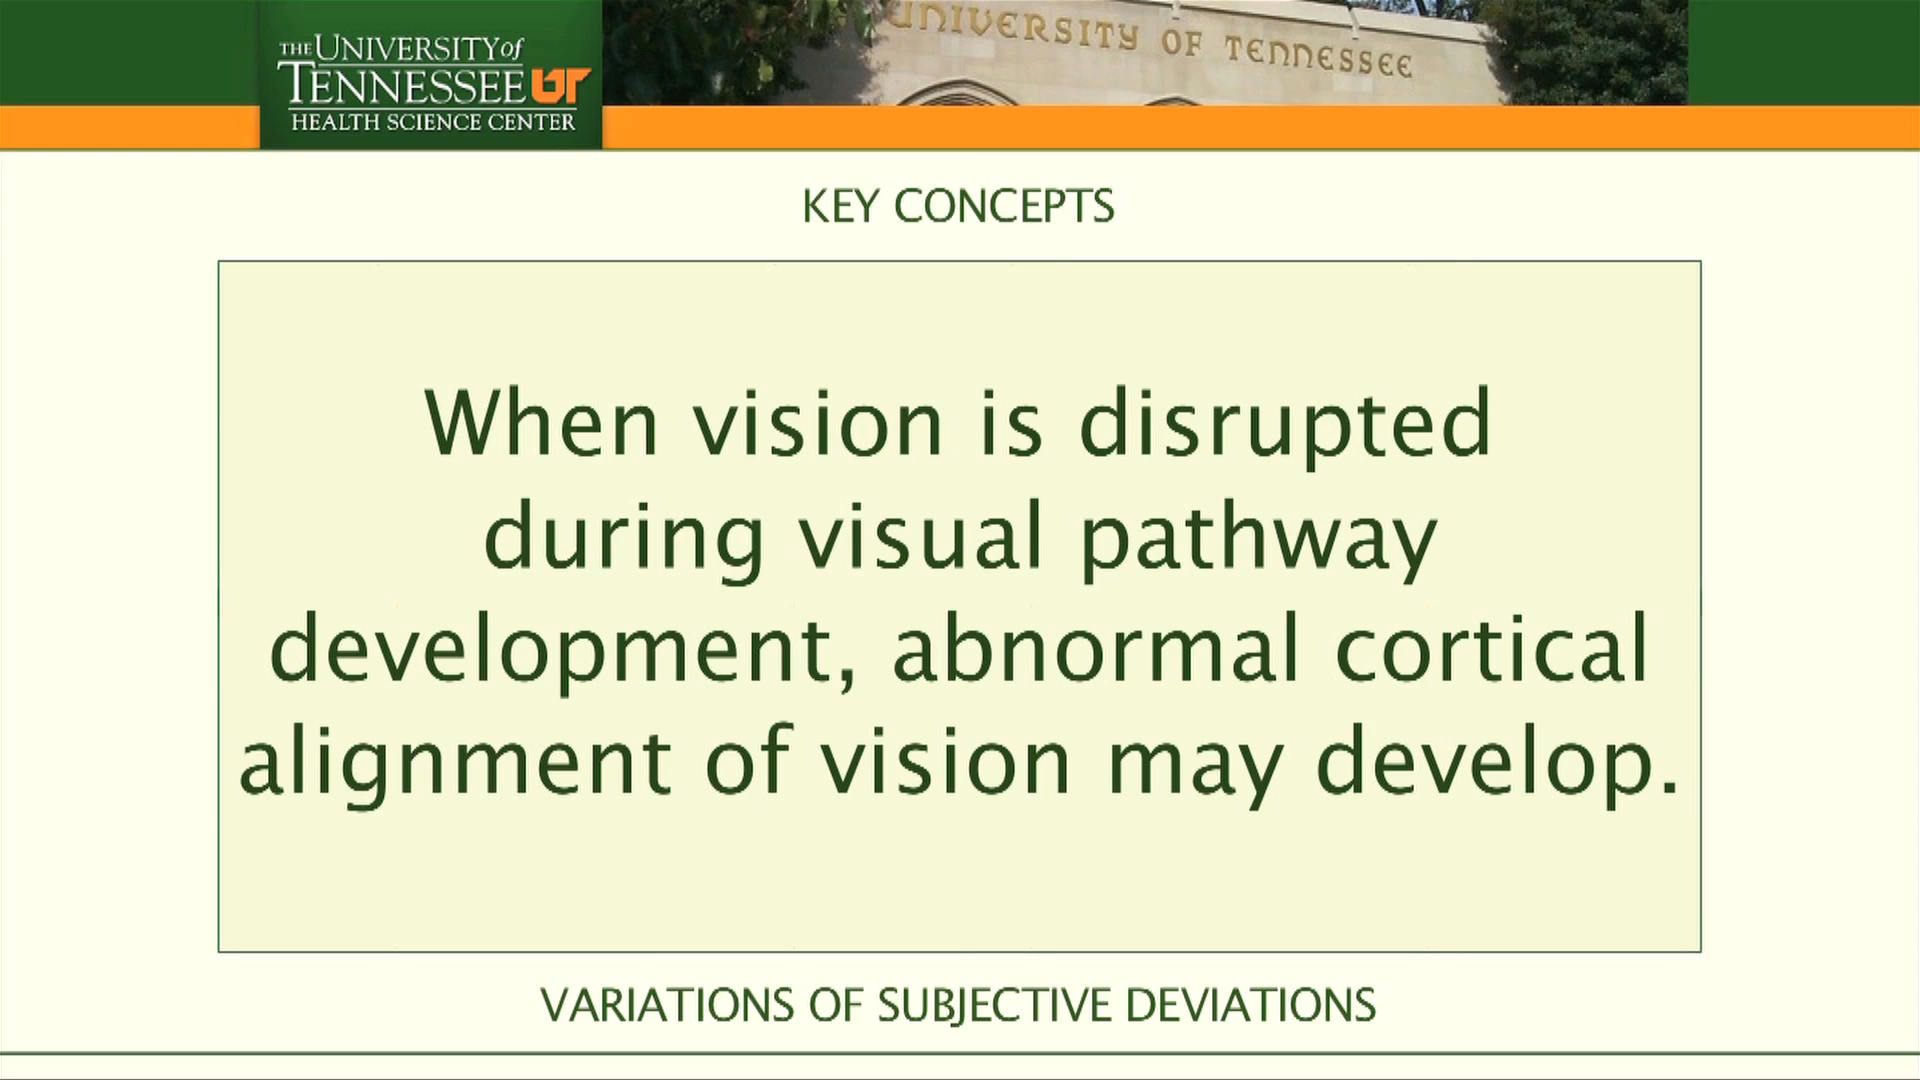 THE UNIVERSITY of
TENNESSEE UT
HEALTH SCIENCE CENTER
UNIVERSITY OF TENNESSEE
KEY CONCEPTS
When vision is disrupted
during visual pathway
development, abnormal cortical
alignment of vision may develop.
VARIATIONS OF SUBJECTIVE DEVIATIONS